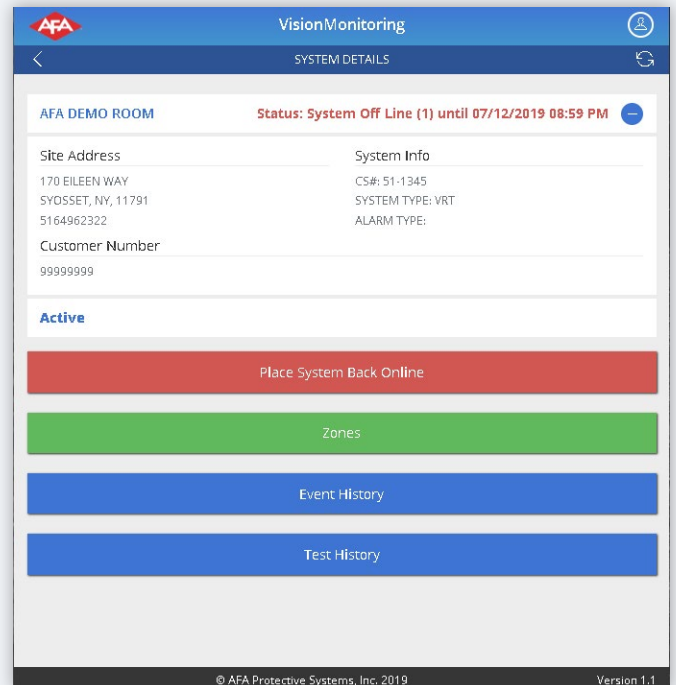 AFA
VisionMonitoring
SYSTEM DETAILS
AFA DEMO ROOM
Status: System Off Line (1) until 07/12/2019 08:59 PM
Site Address
170 EILEEN WAY
SYOSSET, NY, 11791
5164962322
Customer Number
99999999
System Info
CS#: 51-1345
SYSTEM TYPE: VRT
ALARM TYPE:
Active
Place System Back Online
Zones
Event History
Test History
© AFA Protective Systems, Inc. 2019
Version 1.1